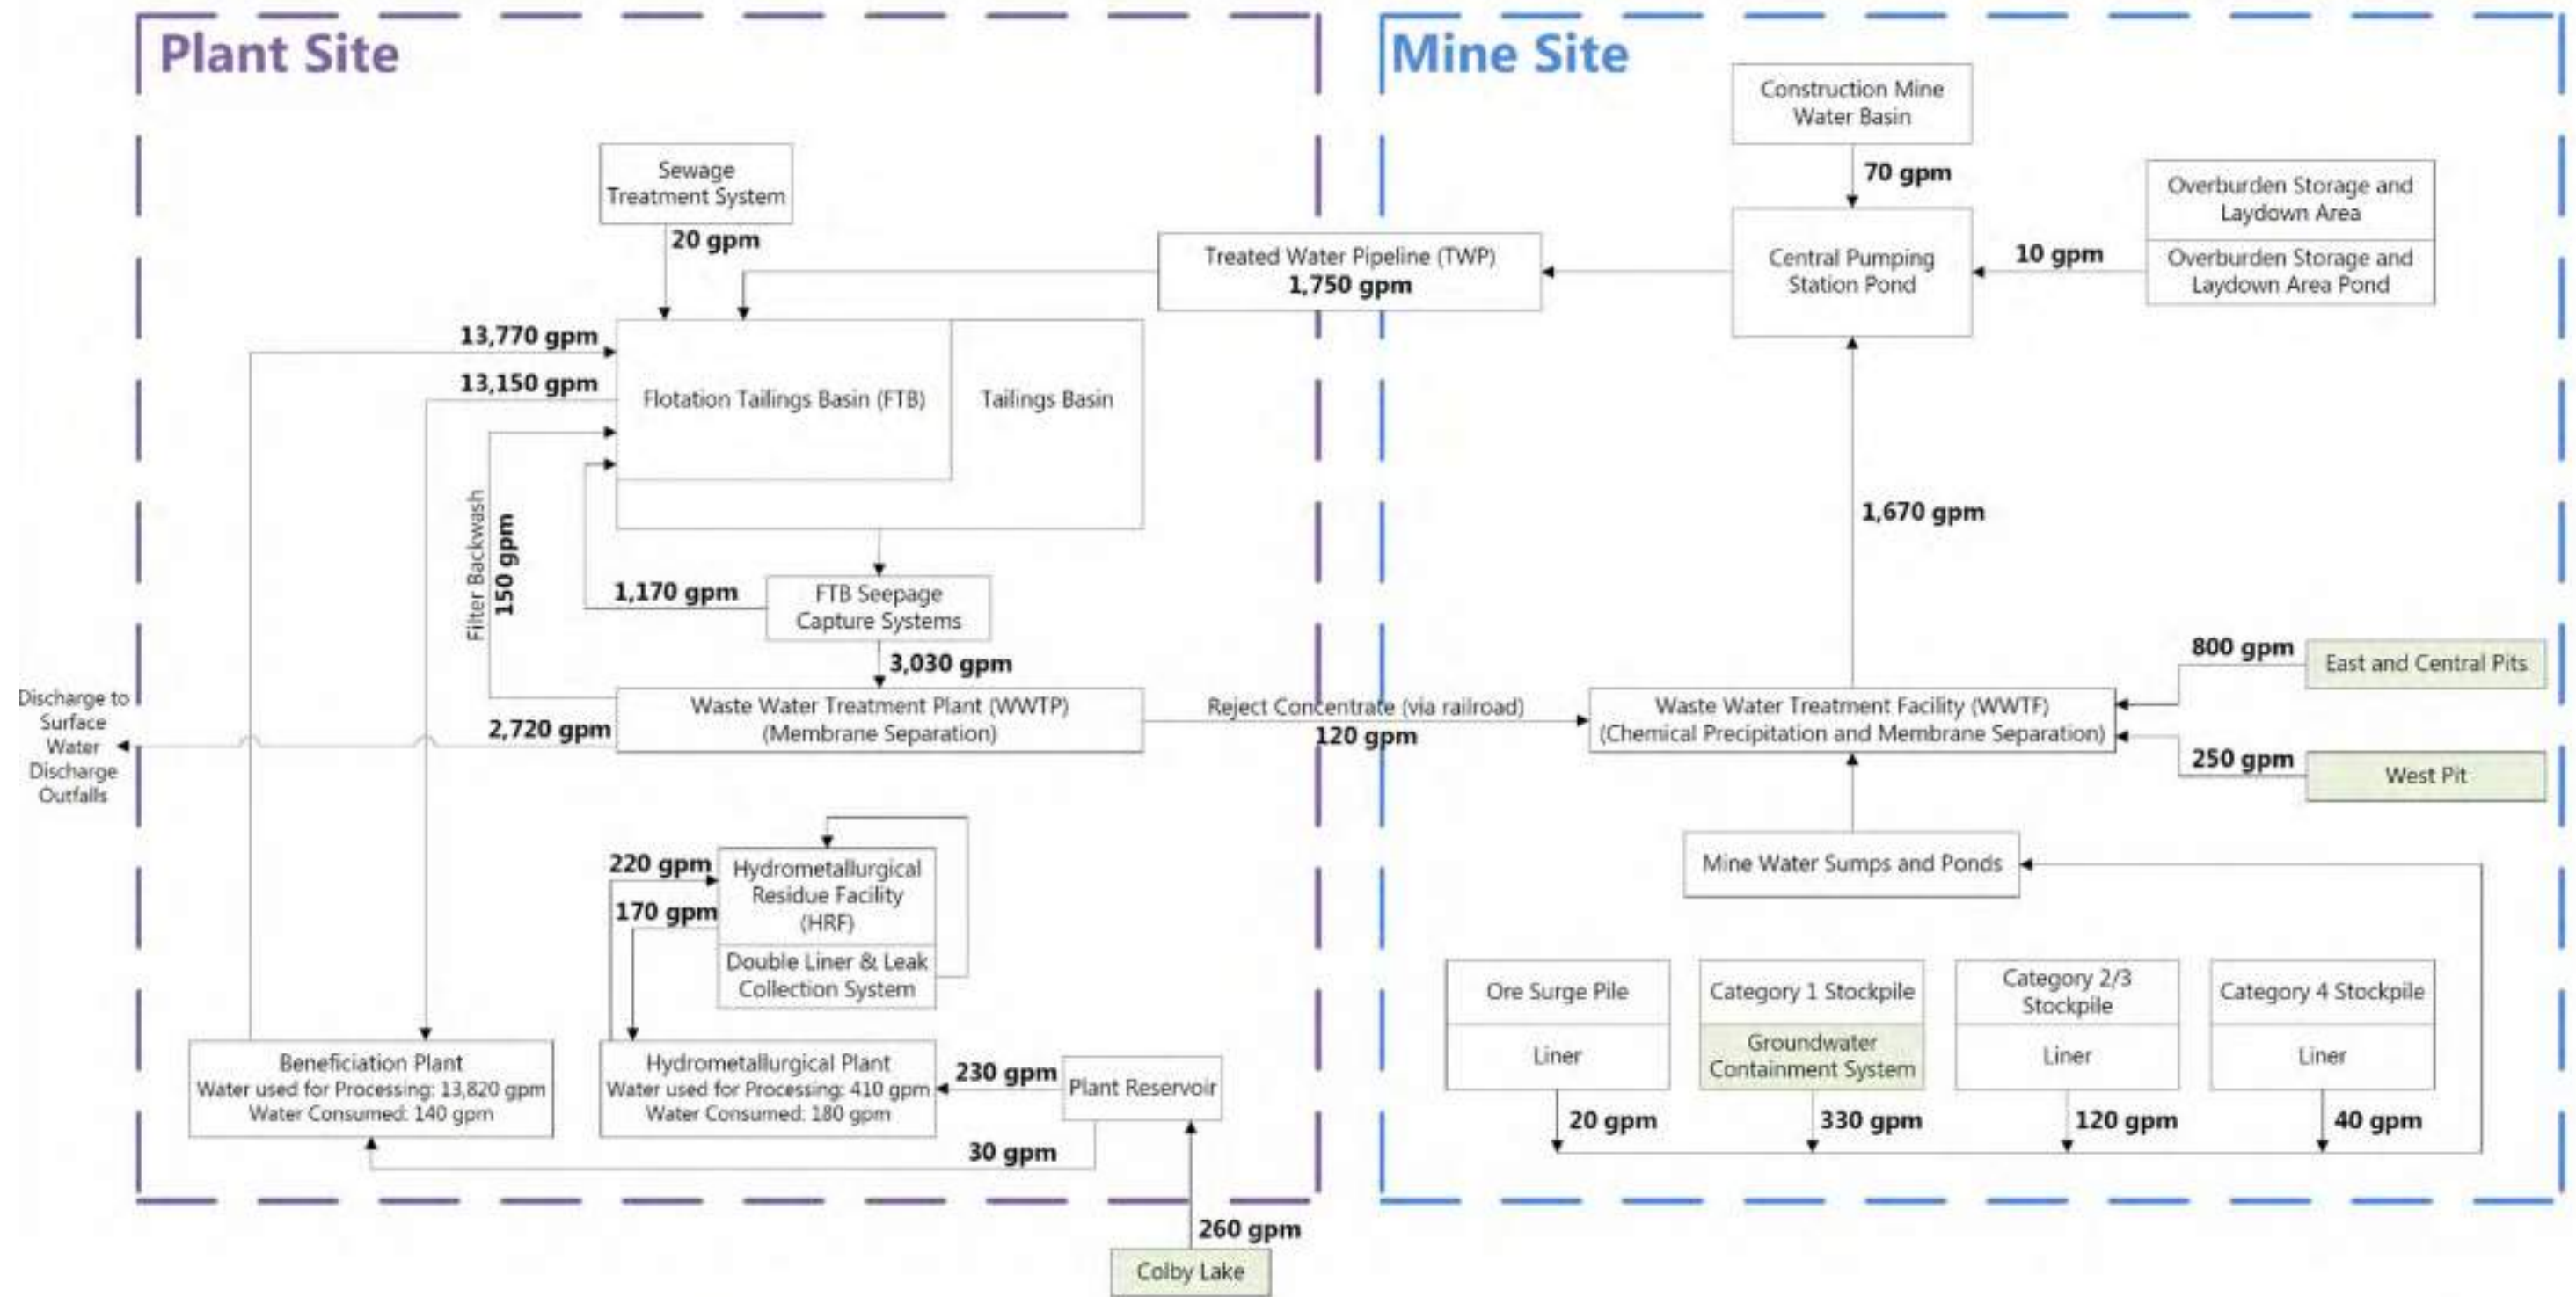 Plant Site
Mine Site
Construction Mine
Water Basin
70 gpm
Sewage
Treatment System
20 gpm
Overburden Storage and
Laydown Area
Overburden Storage and
Laydown Area Pond
10 gpm
Central Pumping
Station Pond
Treated Water Pipeline (TWP)
1,750 gpm
13,770 gpm
13,150 gpm
Flotation Tailings Basin (FTB)
Tailings Basin
Filter Backwash
150 gpm
1,670 gpm
1,170 gpm
FTB Seepage
Capture Systems
3,030 gpm
800 gpm
East and Central Pits
Discharge to
Surface
Water
Discharge
Outfalls
2,720 gpm
Waste Water Treatment Plant (WWTP)
(Membrane Separation)
Reject Concentrate (via railroad)
120 gpm
Waste Water Treatment Facility (WWTF)
(Chemical Precipitation and Membrane Separation)
250 gpm
West Pit
220 gpm
170 gpm
Hydrometallurgical
Residue Facility
(HRF)
Double Liner & Leak
Collection System
Mine Water Sumps and Ponds
Ore Surge Pile
Liner
20 gpm
Category 1 Stockpile
Groundwater
Containment System
330 gpm
Category 2/3
Stockpile
Liner
120 gpm
Category 4 Stockpile
Liner
40 gpm
Beneficiation Plant
Water used for Processing: 13,820 gpm
Water Consumed: 140 gpm
Hydrometallurgical Plant
Water used for Processing: 410 gpm
Water Consumed: 180 gpm
230 gpm
Plant Reservoir
30 gpm
260 gpm
Colby Lake